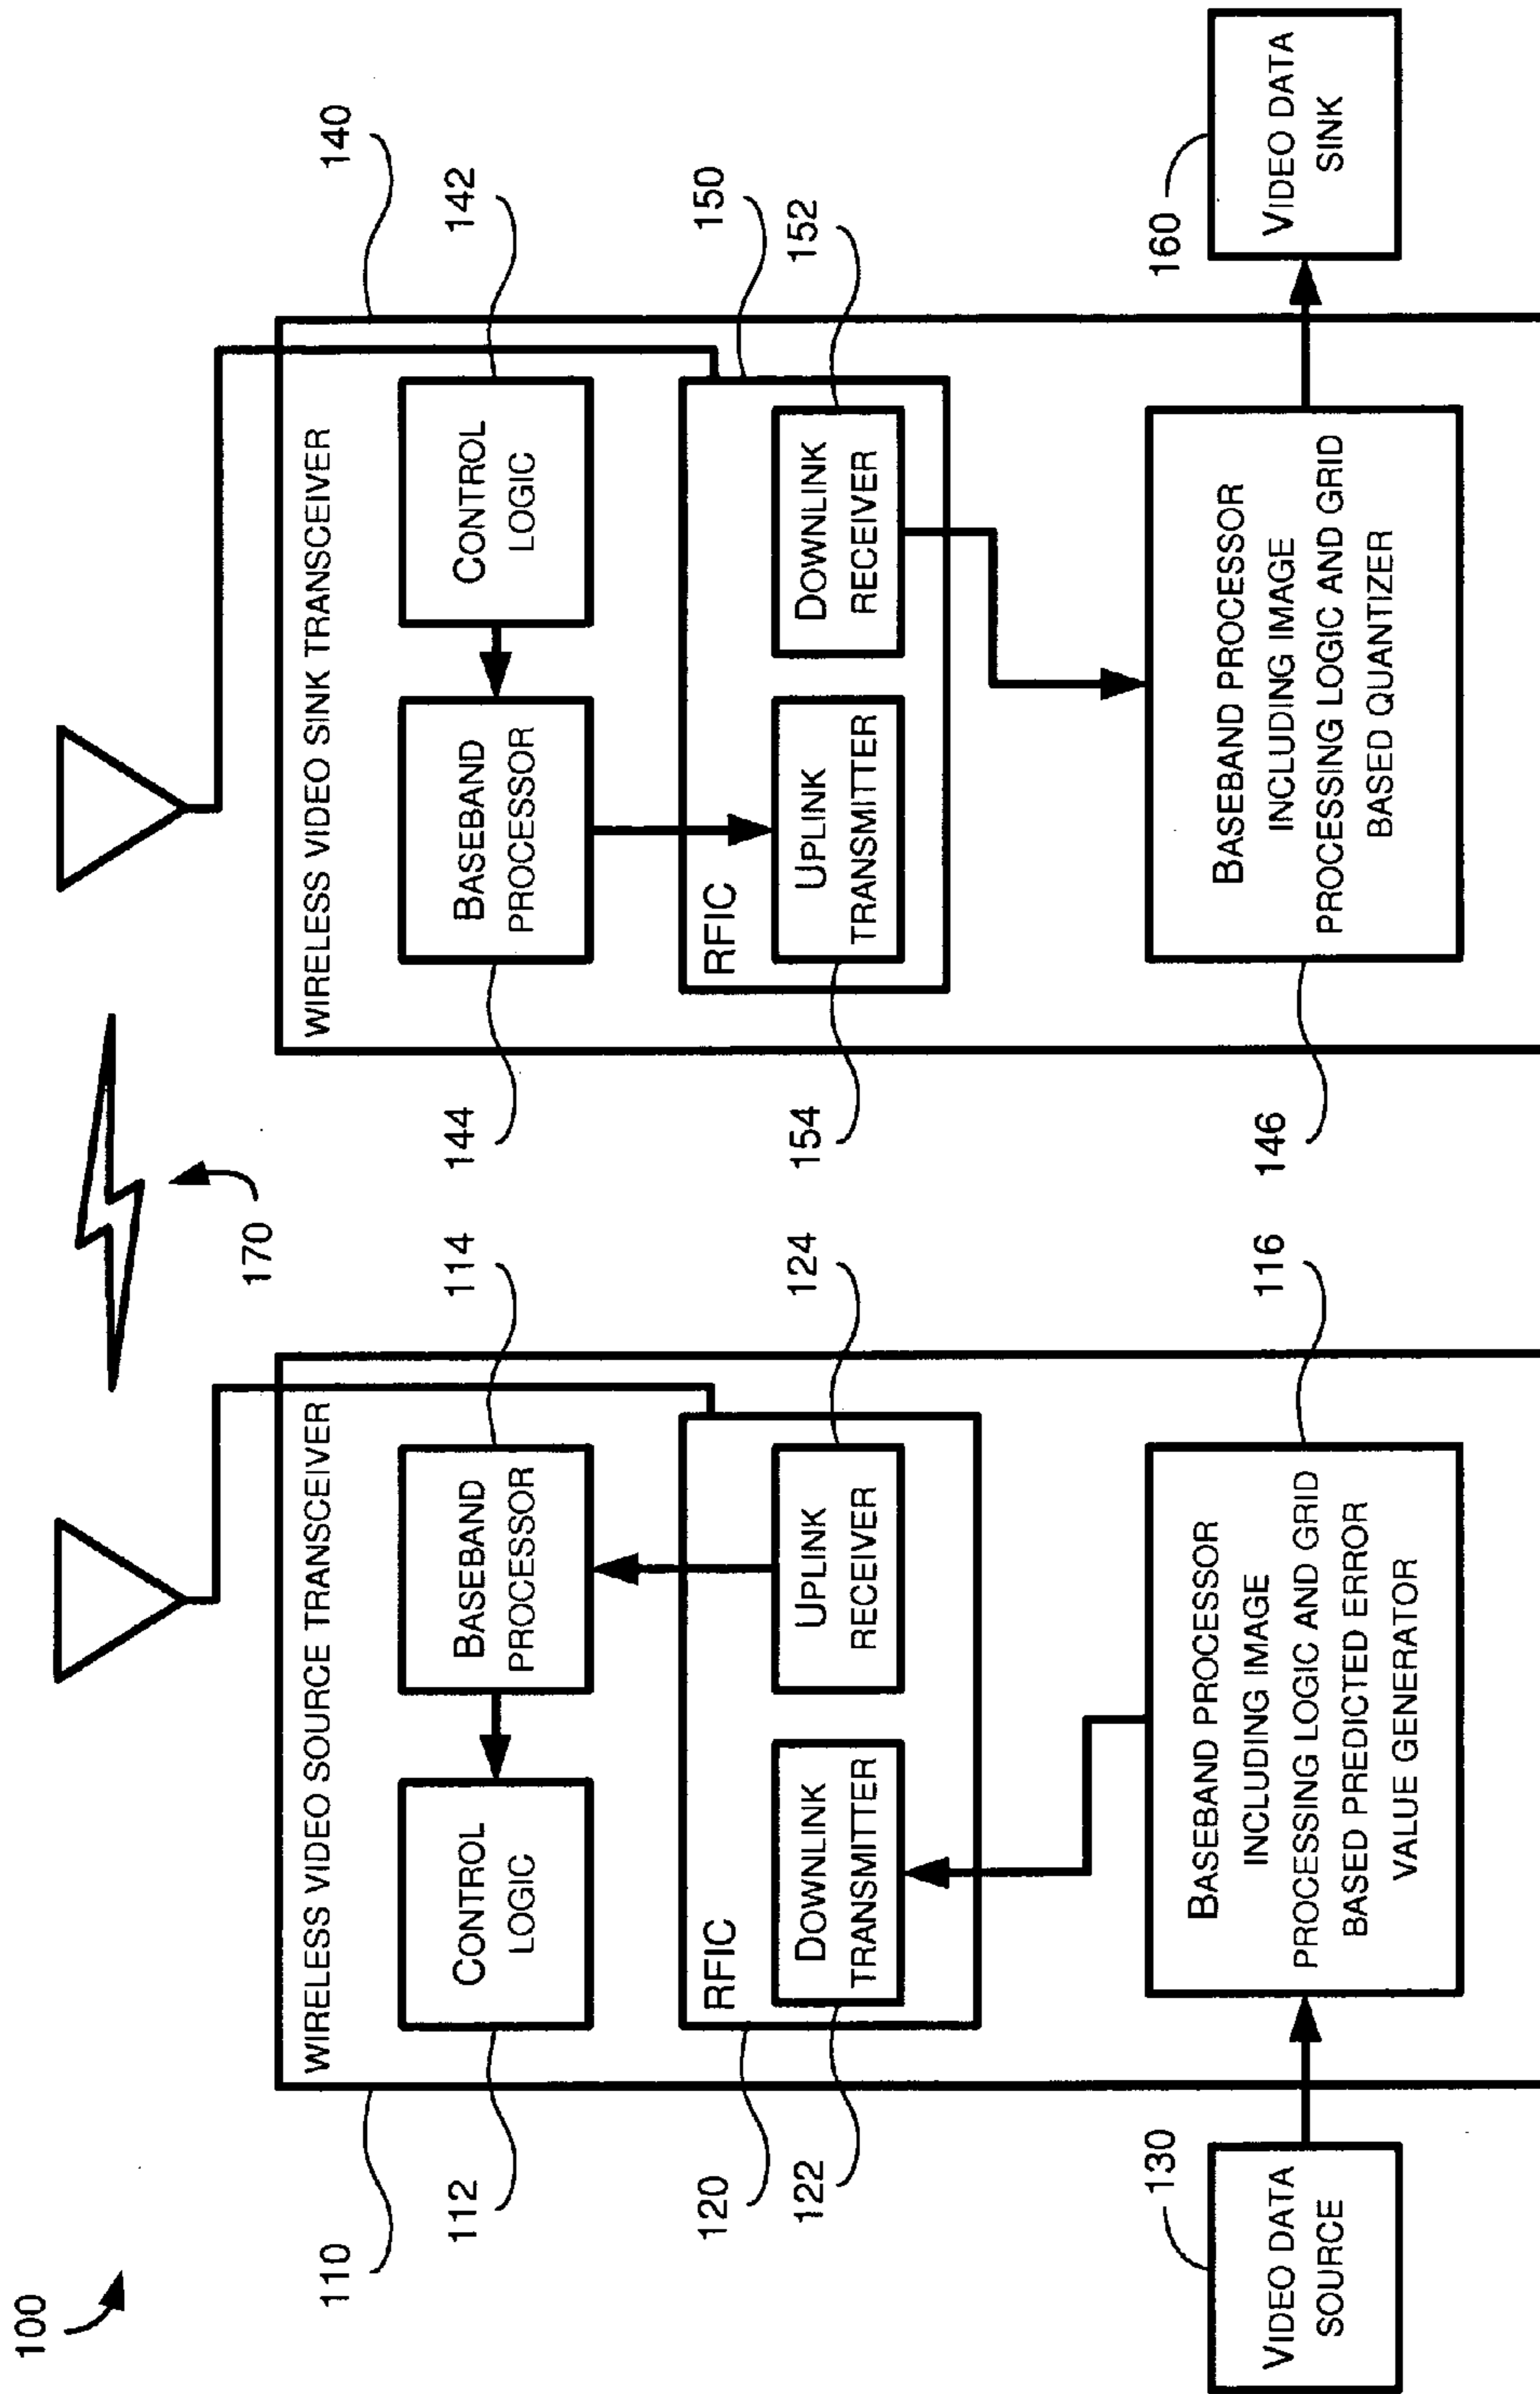 100
170
110
WIRELESS VIDEO SOURCE TRANSCEIVER
112
CONTROL
LOGIC
BASEBAND
PROCESSOR
114
120
RFIC
122
DOWNLINK
TRANSMITTER
UPLINK
RECEIVER
124
130
VIDEO DATA
SOURCE
BASEBAND PROCESSOR
INCLUDING IMAGE
PROCESSING LOGIC AND GRID
BASED PREDICTED ERROR
VALUE GENERATOR
116
WIRELESS VIDEO SINK TRANSCEIVER
140
144
BASEBAND
PROCESSOR
CONTROL
LOGIC
142
RFIC
150
154
UPLINK
TRANSMITTER
DOWNLINK
RECEIVER
152
146
BASEBAND PROCESSOR
INCLUDING IMAGE
PROCESSING LOGIC AND GRID
BASED QUANTIZER
160
VIDEO DATA
SINK